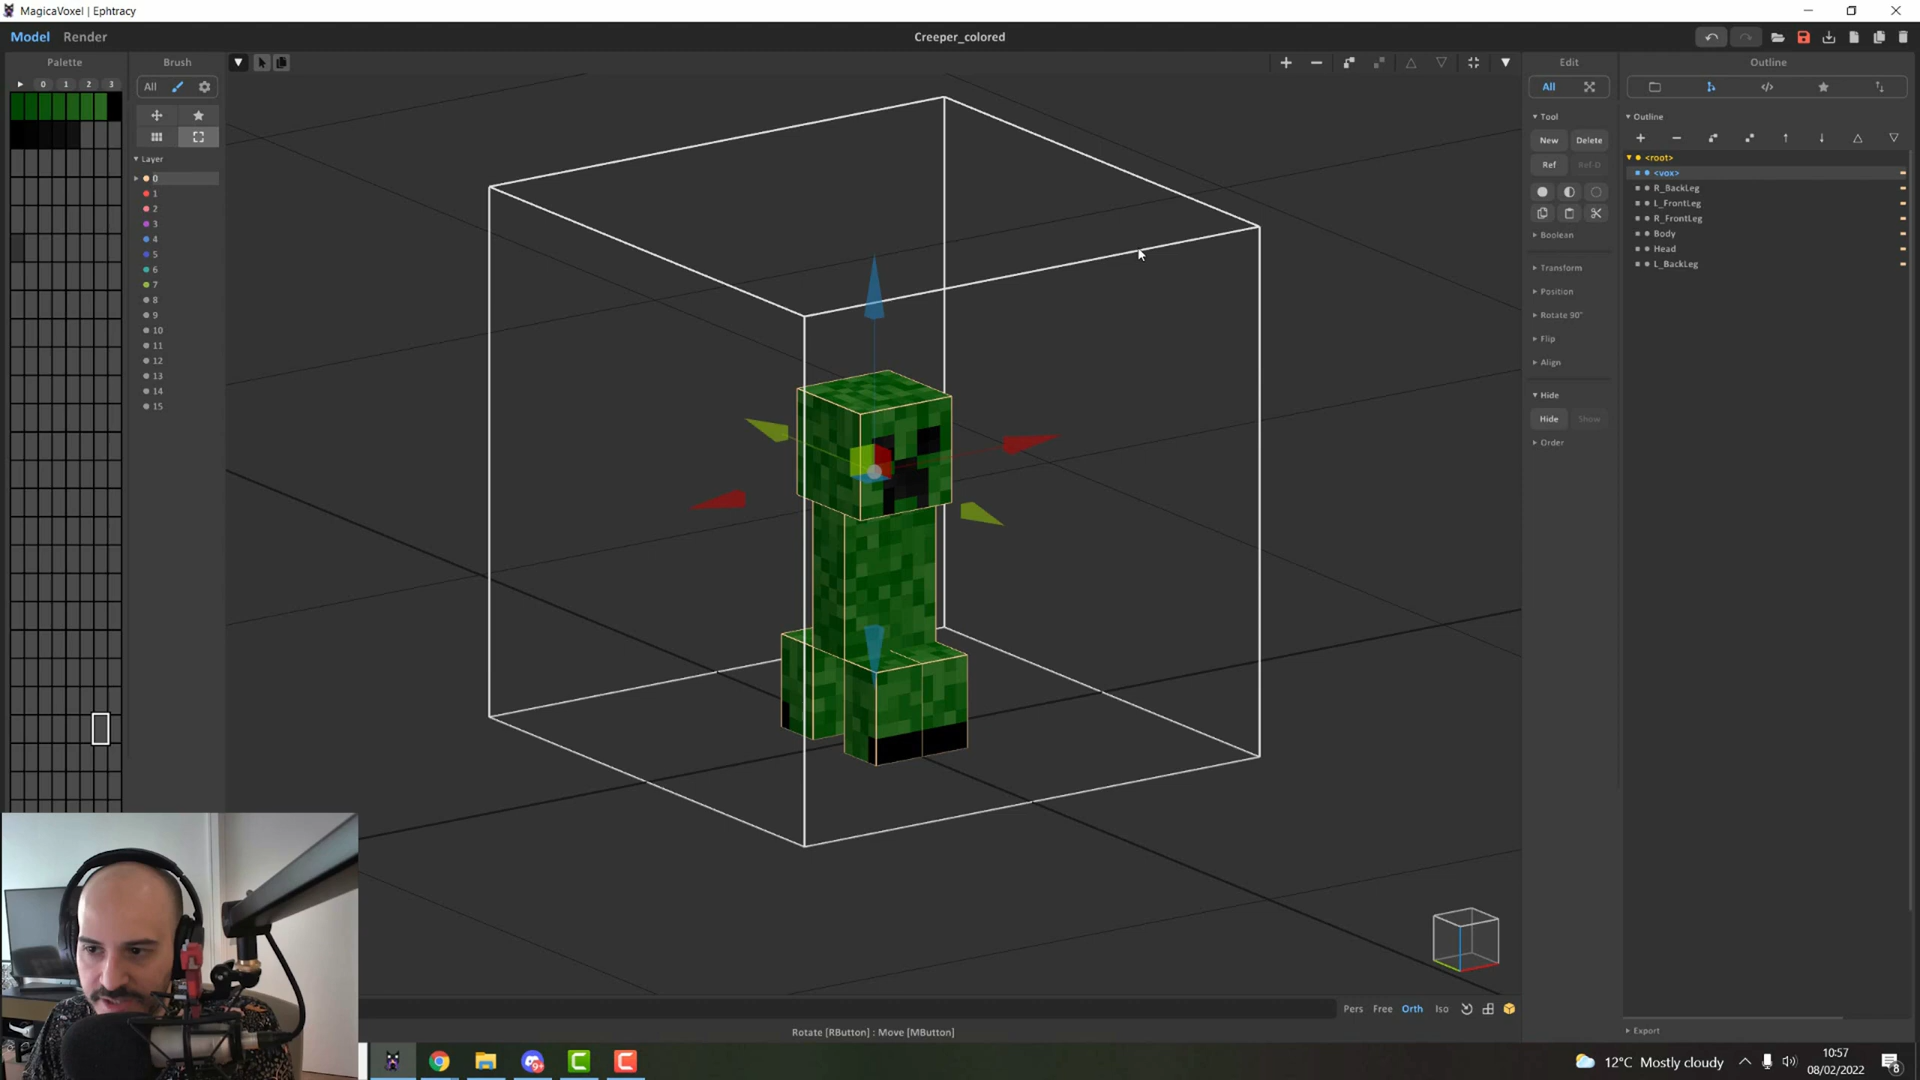 MagicaVoxel | Ephtracy
Model Render
Creeper_colored
Palette
0 1 2 3
Brush
All
Layer
0
1
2
3
4
5
6
7
8
9
10
11
12
13
14
15
Edit
All
Tool
New Delete
Ref Ref-D
Boolean
Transform
Position
Rotate 90°
Flip
Align
Hide
Hide Show
Order
Outline
Outline
<root>
<vox>
R_BackLeg
L_FrontLeg
R_FrontLeg
Body
Head
L_BackLeg
Export
Pers Free Orth Iso
Rotate [RButton] : Move [MButton]
12°C Mostly cloudy
10:57
08/02/2022
8